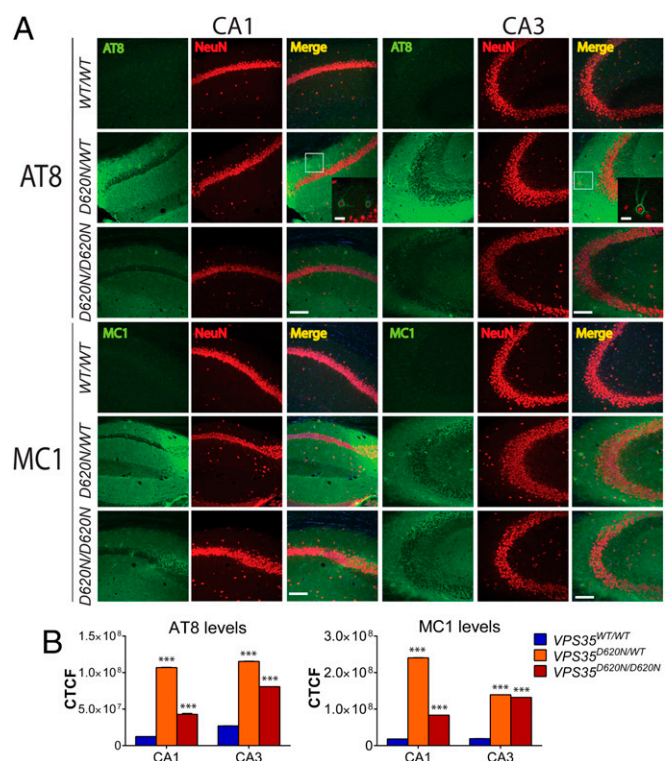 A
CA1 CA3
AT8 NeuN Merge AT8 NeuN Merge
WT/WT
AT8
D620N/WT
D620N/D620N
MC1 NeuN Merge MC1 NeuN Merge
WT/WT
MC1
D620N/WT
D620N/D620N
B
AT8 levels
CTCF
1.5×10⁸
1.0×10⁸
5.0×10⁷
0
*** *** *** ***
CA1 CA3
MC1 levels
CTCF
3.0×10⁸
2.0×10⁸
1.0×10⁸
0
*** *** *** ***
CA1 CA3
VPS35^WT/WT
VPS35^D620N/WT
VPS35^D620N/D620N